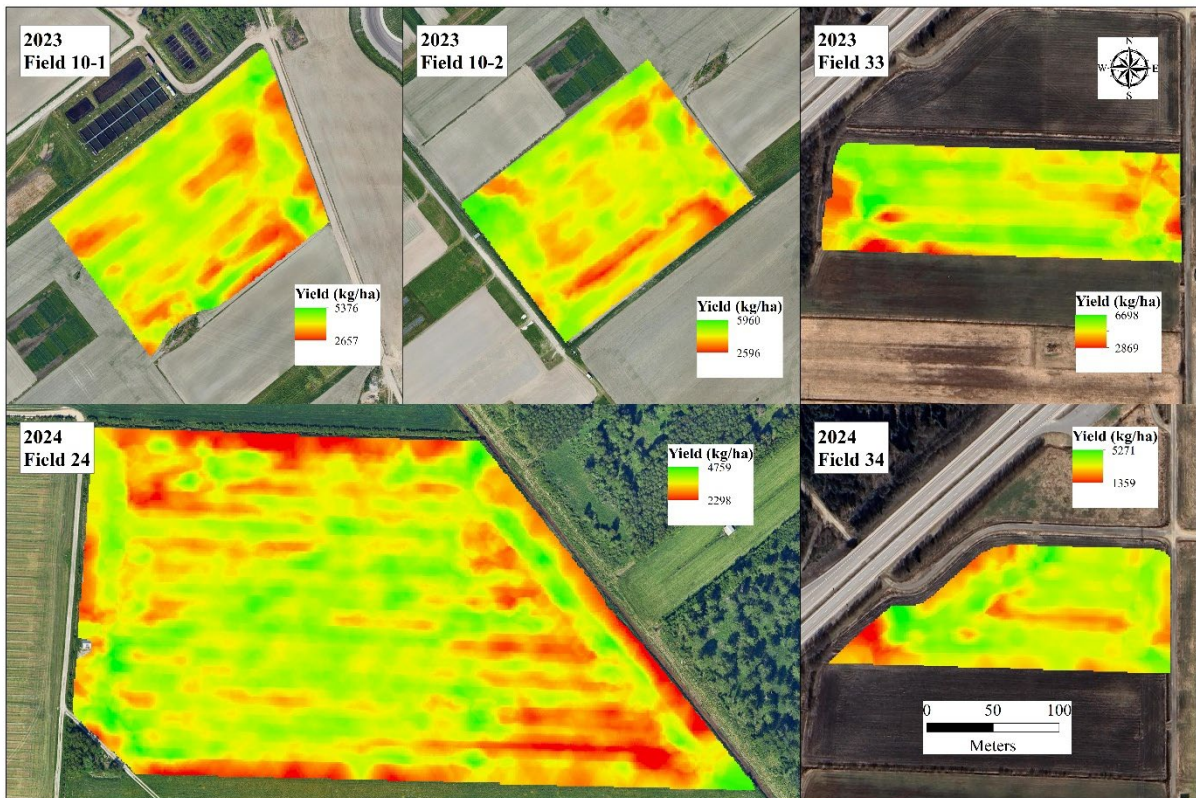 2023
Field 10-1
Yield (kg/ha)
5376
2657
2023
Field 10-2
Yield (kg/ha)
5960
2596
2023
Field 33
N
W
E
S
Yield (kg/ha)
6698
2869
2024
Field 24
Yield (kg/ha)
4759
2298
2024
Field 34
Yield (kg/ha)
5271
1359
0 50 100
Meters